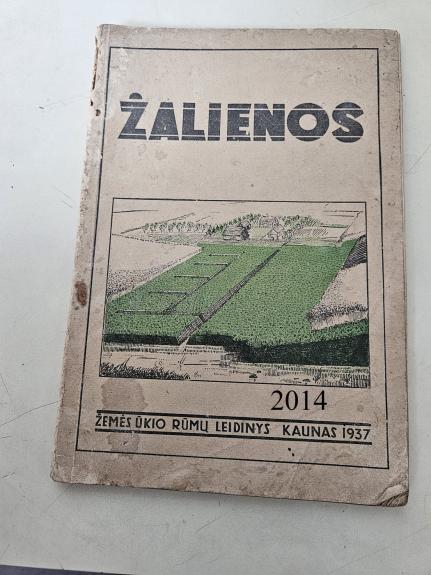 ŽALIENOS
2014
ŽEMĖS ŪKIO RŪMŲ LEIDINYS KAUNAS 1937